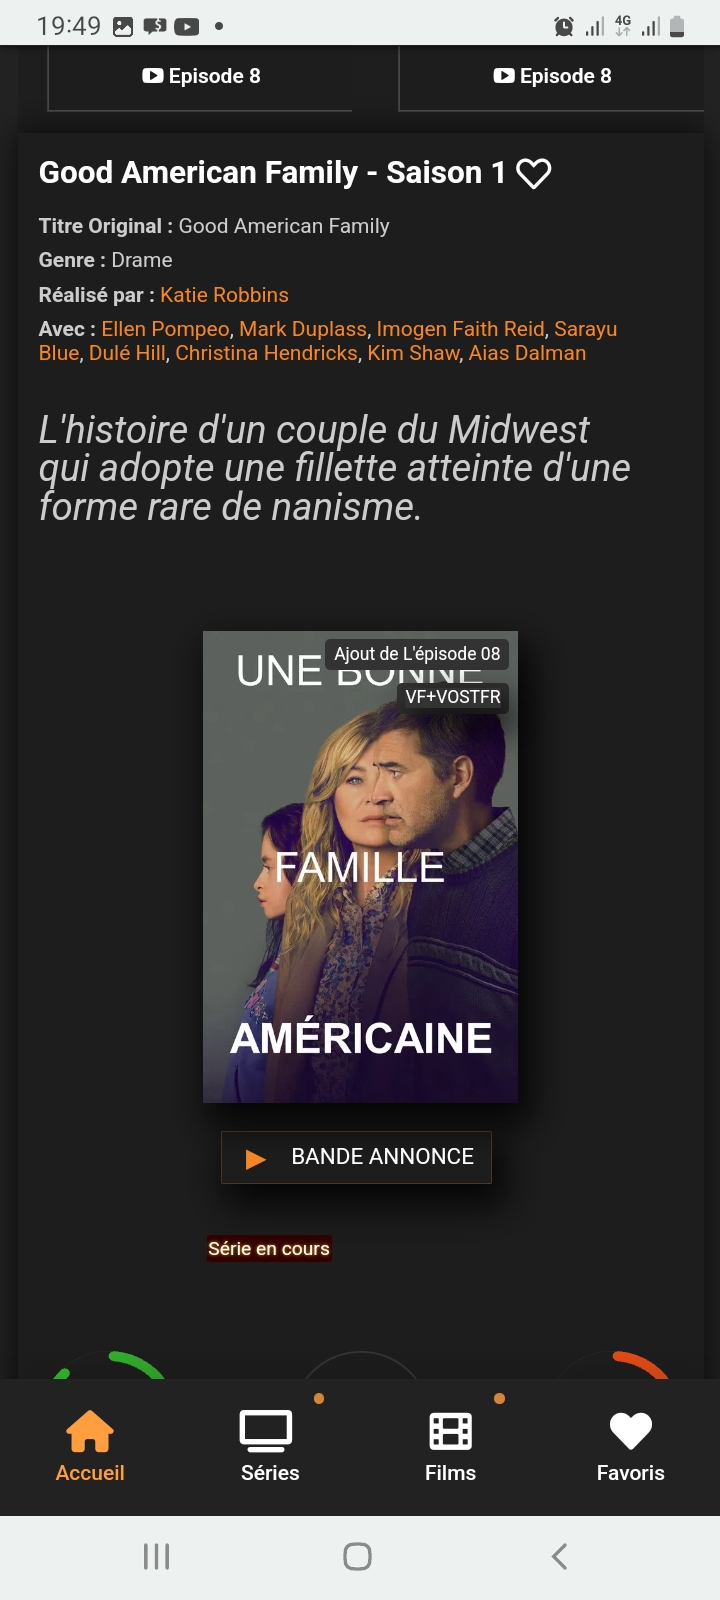 19:49
4G
Episode 8
Episode 8
Good American Family - Saison 1
Titre Original : Good American Family
Genre : Drame
Réalisé par : Katie Robbins
Avec : Ellen Pompeo, Mark Duplass, Imogen Faith Reid, Sarayu
Blue, Dulé Hill, Christina Hendricks, Kim Shaw, Aias Dalman
L'histoire d'un couple du Midwest
qui adopte une fillette atteinte d'une
forme rare de nanisme.
Ajout de L'épisode 08
UNE BONNE
VF+VOSTFR
FAMILLE
AMÉRICAINE
BANDE ANNONCE
Série en cours
Accueil
Séries
Films
Favoris